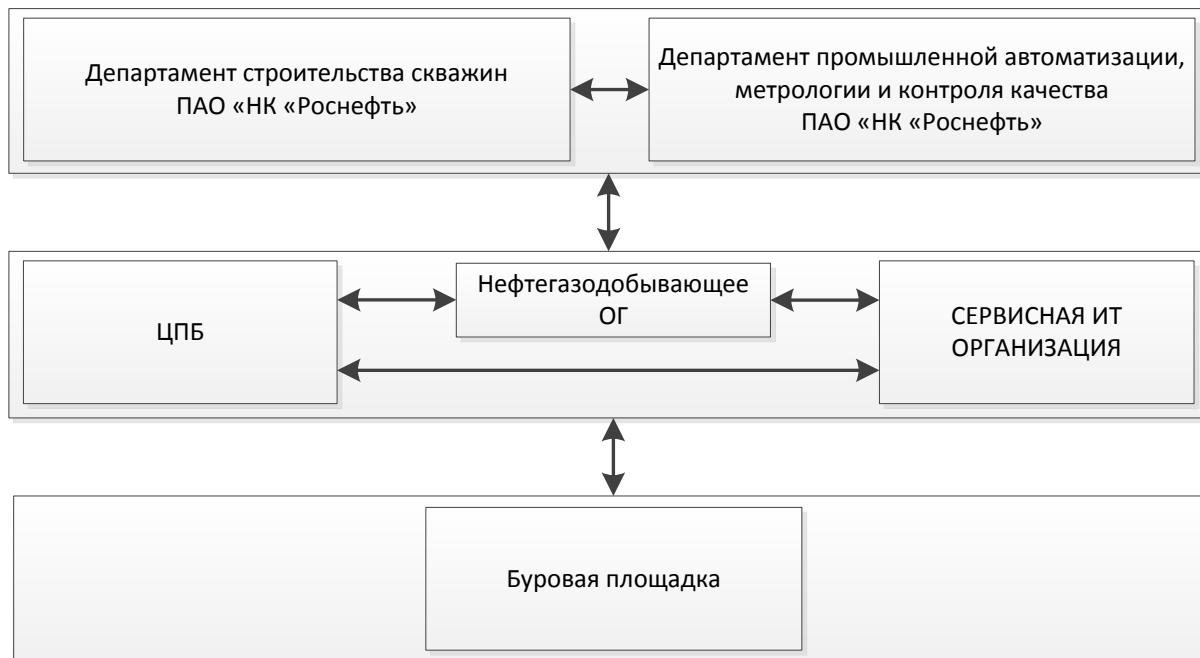 Департамент строительства скважин
ПАО «НК «Роснефть»
Департамент промышленной автоматизации,
метрологии и контроля качества
ПАО «НК «Роснефть»
ЦПБ
Нефтегазодобывающее
ОГ
СЕРВИСНАЯ ИТ
ОРГАНИЗАЦИЯ
Буровая площадка